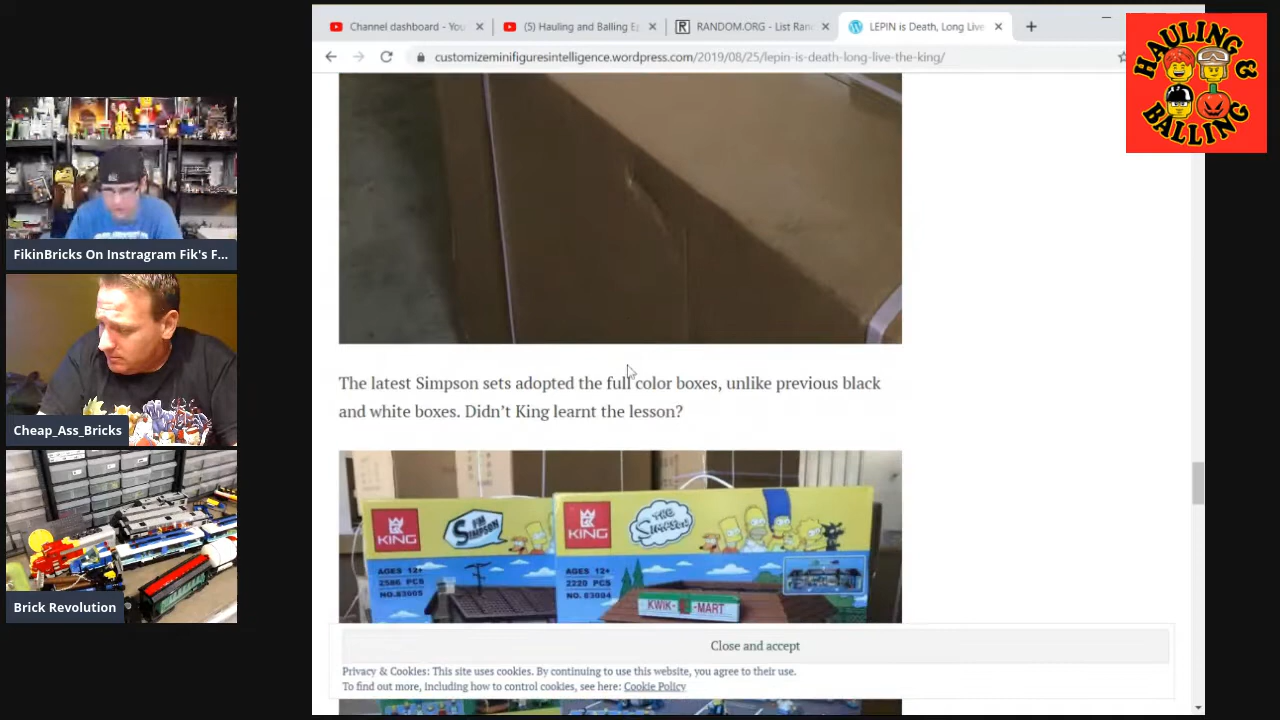 Channel dashboard - You
(5) Hauling and Balling Ep
RANDOM.ORG - List Ran
LEPIN is Death, Long Live
customizeminifiguresintelligence.wordpress.com/2019/08/25/lepin-is-death-long-live-the-king/
HAULING
&
BALLING
FikinBricks On Instragram Fik's F...
The latest Simpson sets adopted the full color boxes, unlike previous black
and white boxes. Didn't King learnt the lesson?
Cheap_Ass_Bricks
KING
KING
THE
SIMPSON
AGES 12+
2586 PCS
NO.83005
AGES 12+
2220 PCS
NO.83004
KWIK-E-MART
Brick Revolution
Close and accept
Privacy & Cookies: This site uses cookies. By continuing to use this website, you agree to their use.
To find out more, including how to control cookies, see here: Cookie Policy